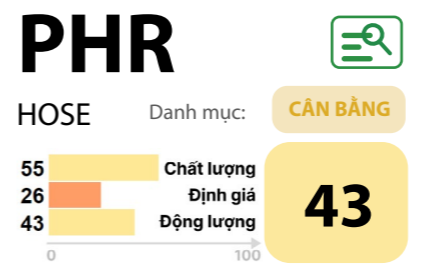 PHR
HOSE
Danh mục:
CÂN BẰNG
55 Chất lượng
26 Định giá
43 Động lượng
0 100
43